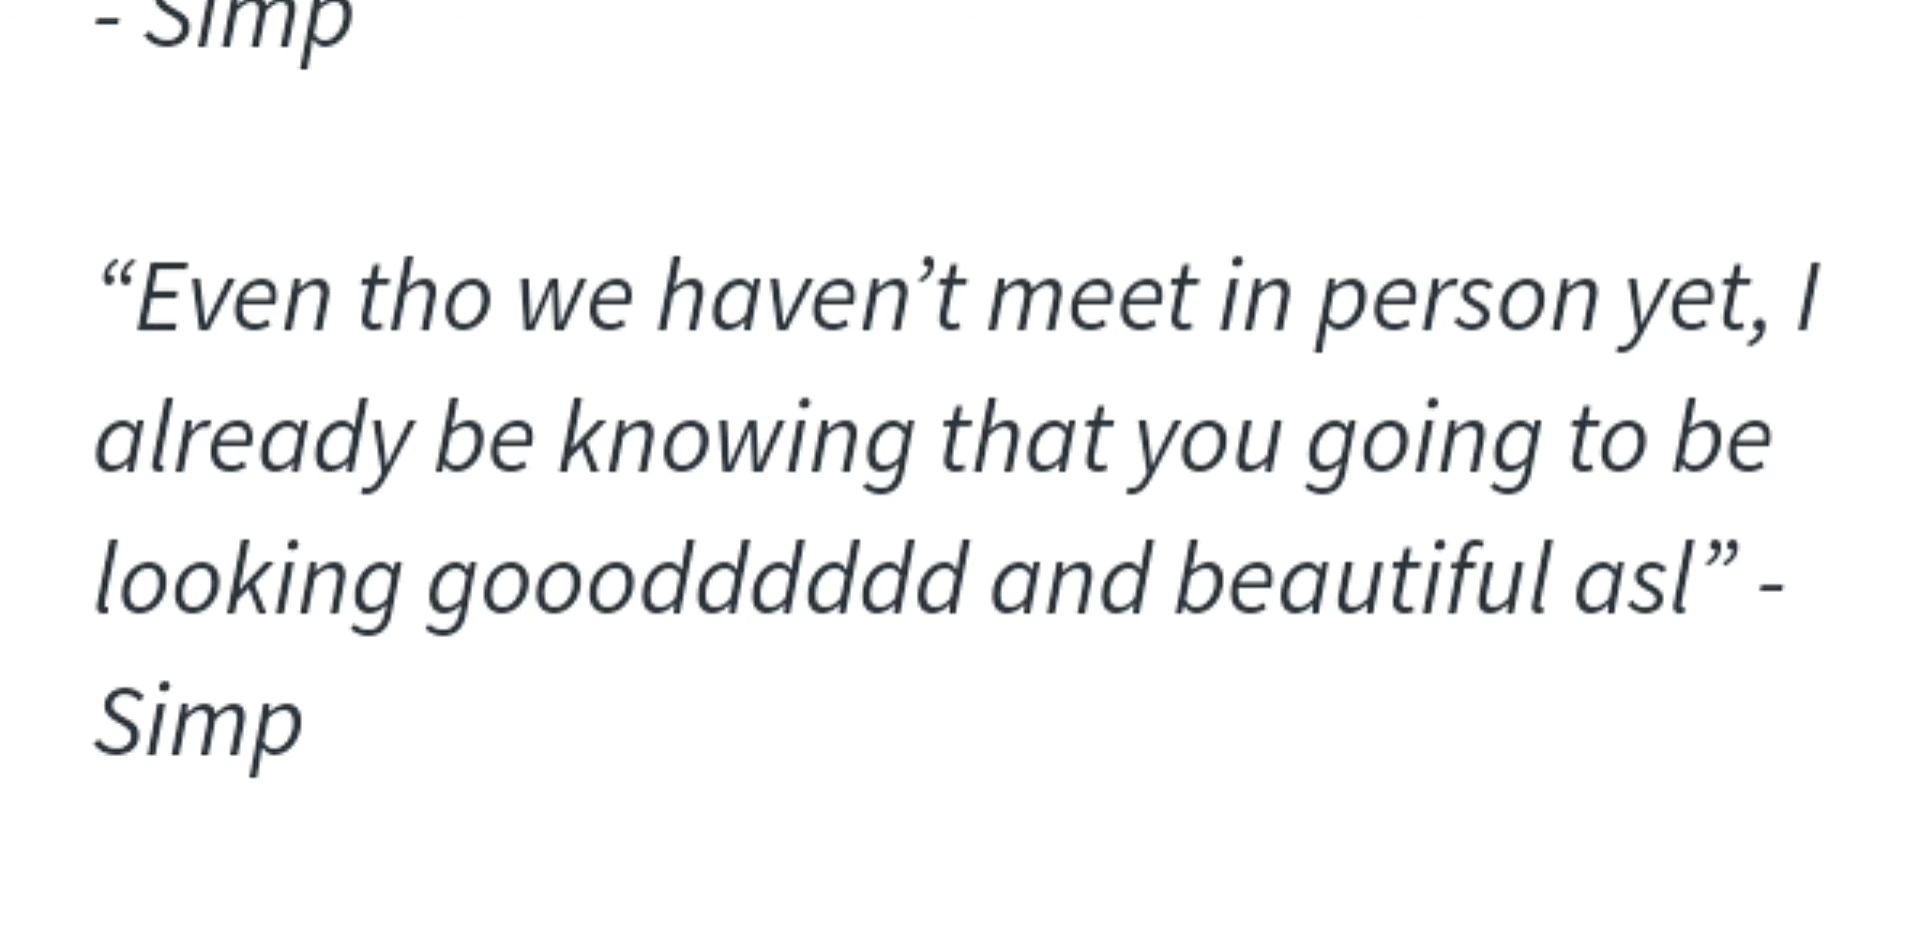 - Simp
“Even tho we haven’t meet in person yet, I
already be knowing that you going to be
looking gooodddddd and beautiful asl” -
Simp